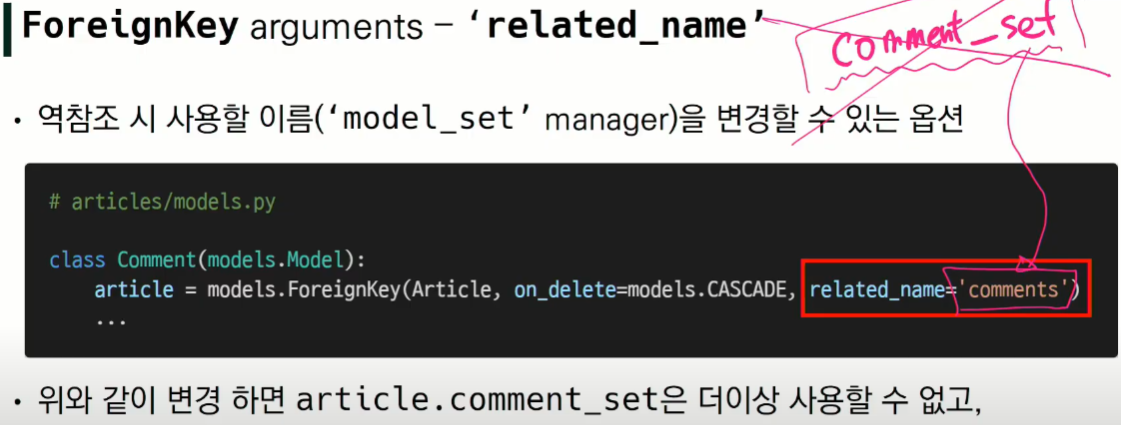 ForeignKey arguments – ‘related_name’
comment_set
• 역참조 시 사용할 이름(‘model_set’ manager)을 변경할 수 있는 옵션
# articles/models.py
class Comment(models.Model):
article = models.ForeignKey(Article, on_delete=models.CASCADE, related_name='comments')
...
• 위와 같이 변경 하면 article.comment_set은 더이상 사용할 수 없고,